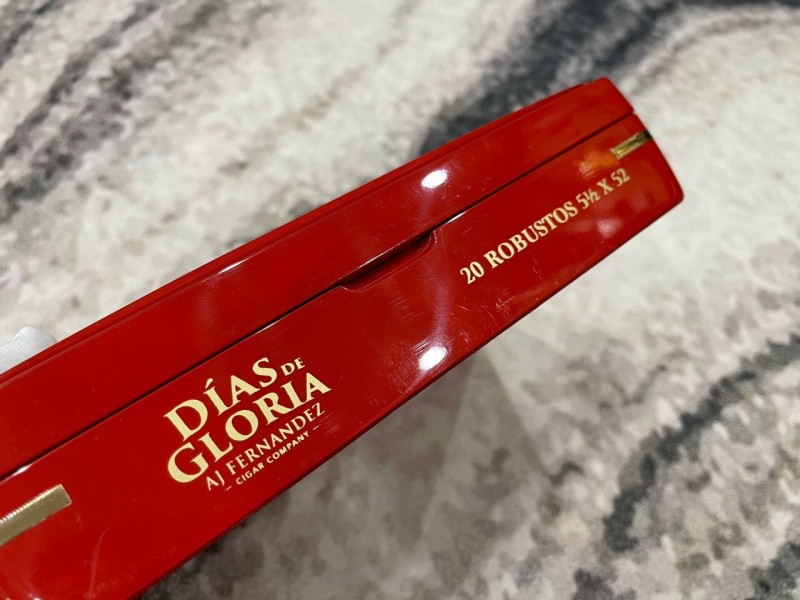 DÍAS DE
GLORIA
AJ FERNANDEZ
– CIGAR COMPANY –
20 ROBUSTOS 5½ X 52